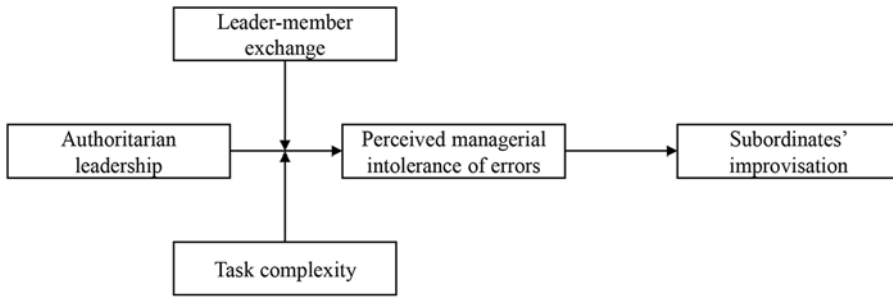 Leader-member
exchange
Authoritarian
leadership
Perceived managerial
intolerance of errors
Subordinates’
improvisation
Task complexity